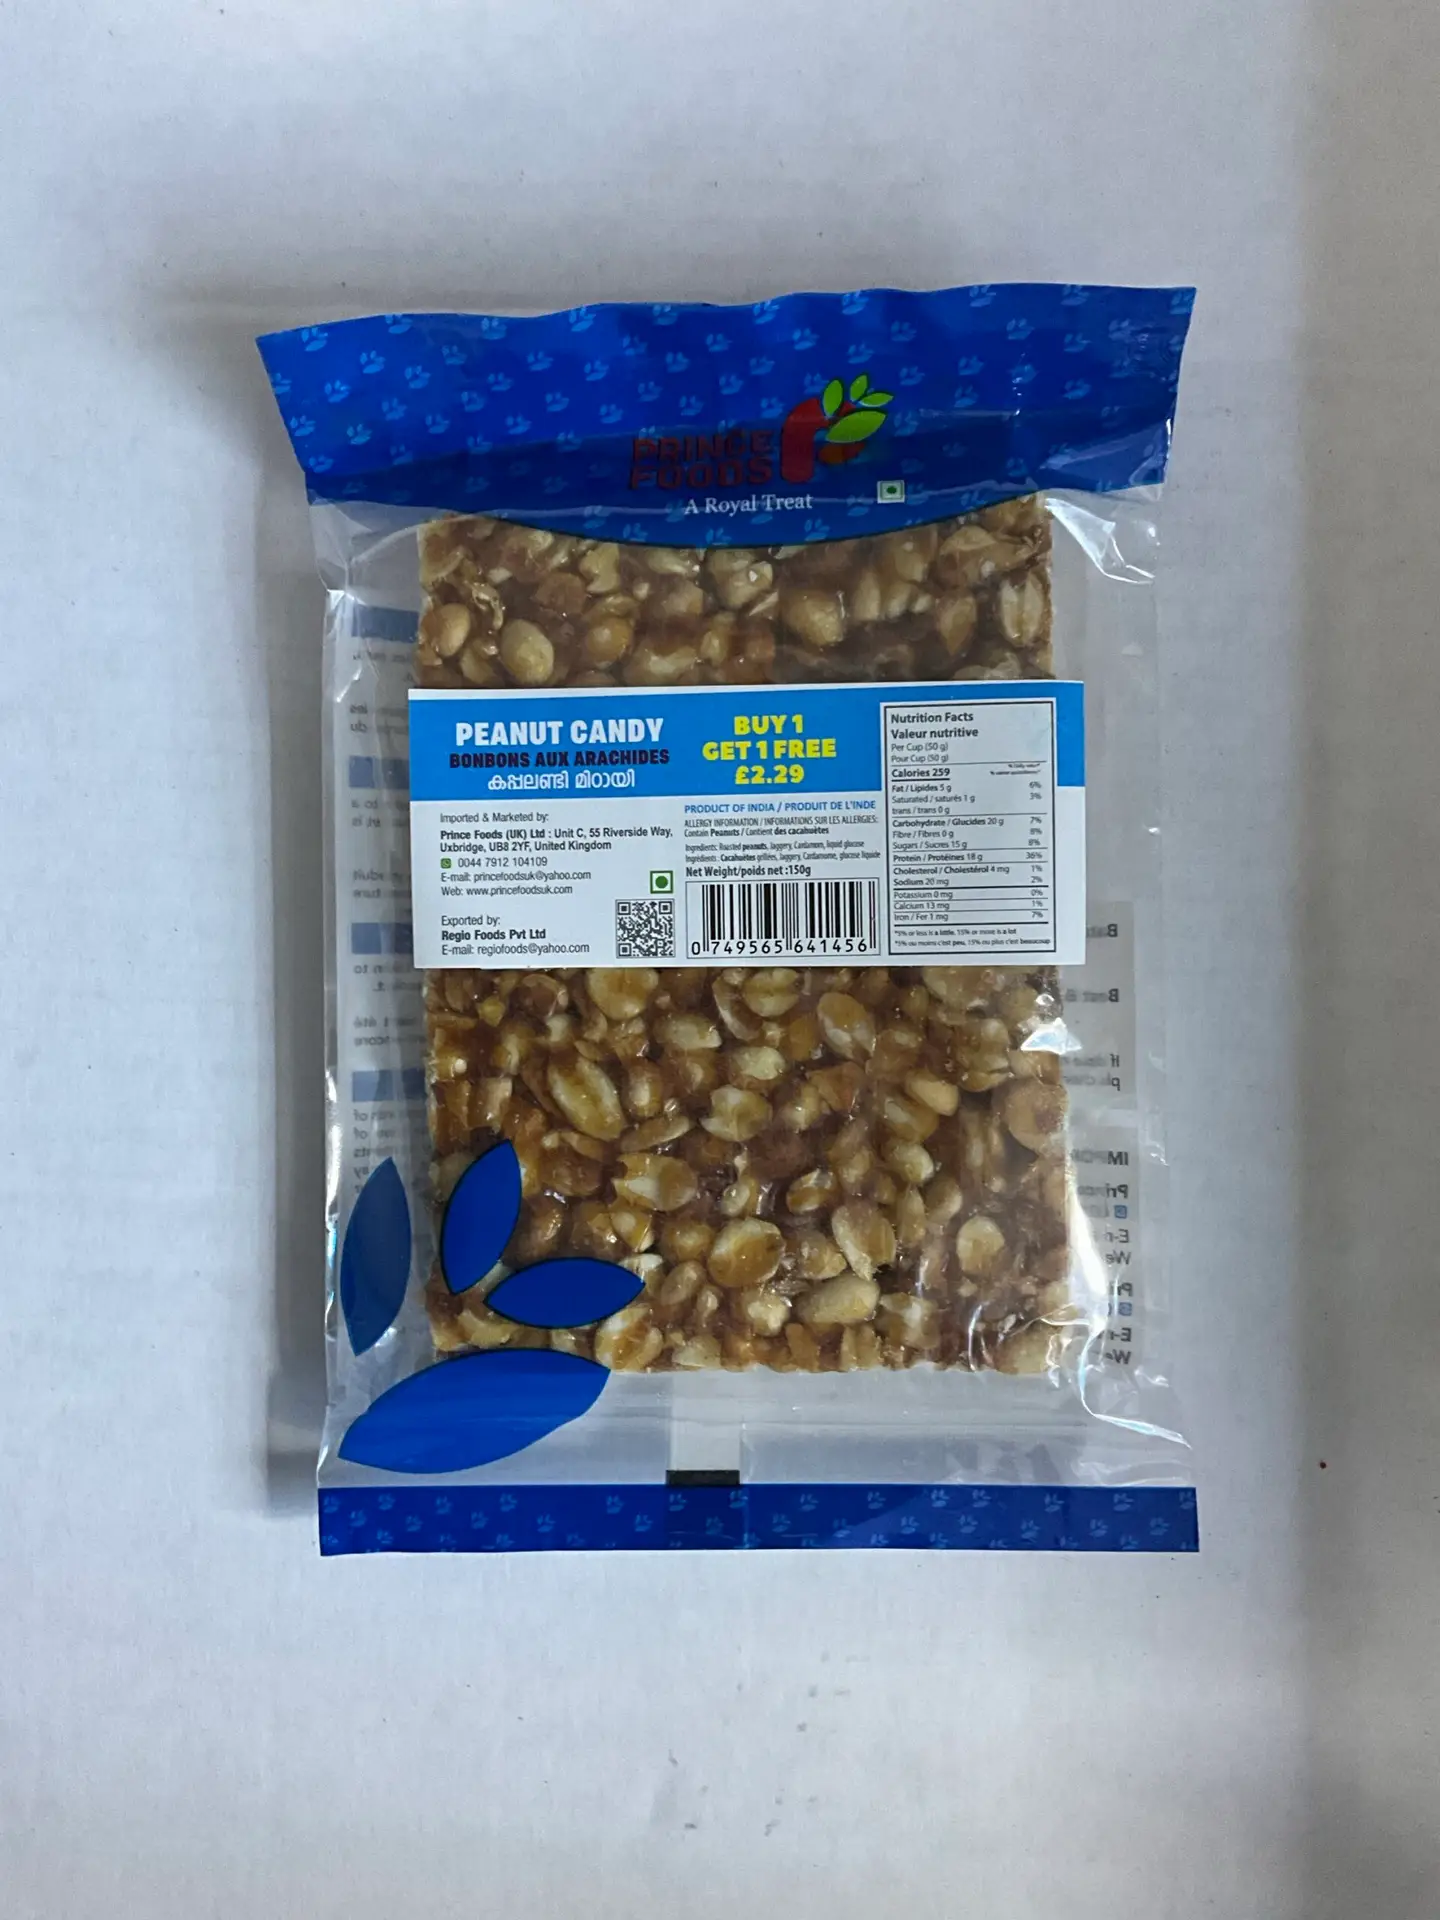 PRINCE
FOODS
A Royal Treat
PEANUT CANDY
BONBONS AUX ARACHIDES
കപ്പലണ്ടി മിഠായി
BUY 1
GET 1 FREE
£2.29
Imported & Marketed by:
Prince Foods (UK) Ltd : Unit C, 55 Riverside Way,
Uxbridge, UB8 2YF, United Kingdom
0044 7912 104109
E-mail: princefoodsuk@yahoo.com
Web: www.princefoodsuk.com
Exported by:
Regio Foods Pvt Ltd
E-mail: regiofoods@yahoo.com
PRODUCT OF INDIA / PRODUIT DE L'INDE
ALLERGY INFORMATION / INFORMATIONS SUR LES ALLERGIES:
Contain Peanuts / Contient des cacahuètes
Ingredients: Roasted peanuts, Jaggery, Cardamom, liquid glucose
Ingrédients: Cacahuètes grillées, Jaggery, Cardamome, glucose liquide
Net Weight/poids net :150g
0 749565 641456
Nutrition Facts
Valeur nutritive
Per Cup (50 g)
Pour Cup (50 g)
Calories 259
% Daily value*
% valeur quotidienne*
Fat / Lipides 5 g 6%
Saturated / saturés 1 g 3%
trans / trans 0 g
Carbohydrate / Glucides 20 g 7%
Fibre / Fibres 0 g 8%
Sugars / Sucres 15 g 8%
Protein / Protéines 18 g 36%
Cholesterol / Cholestérol 4 mg 1%
Sodium 20 mg 2%
Potassium 0 mg 0%
Calcium 13 mg 1%
Iron / Fer 1 mg 7%
*5% or less is a little, 15% or more is a lot
*5% ou moins c'est peu, 15% ou plus c'est beaucoup